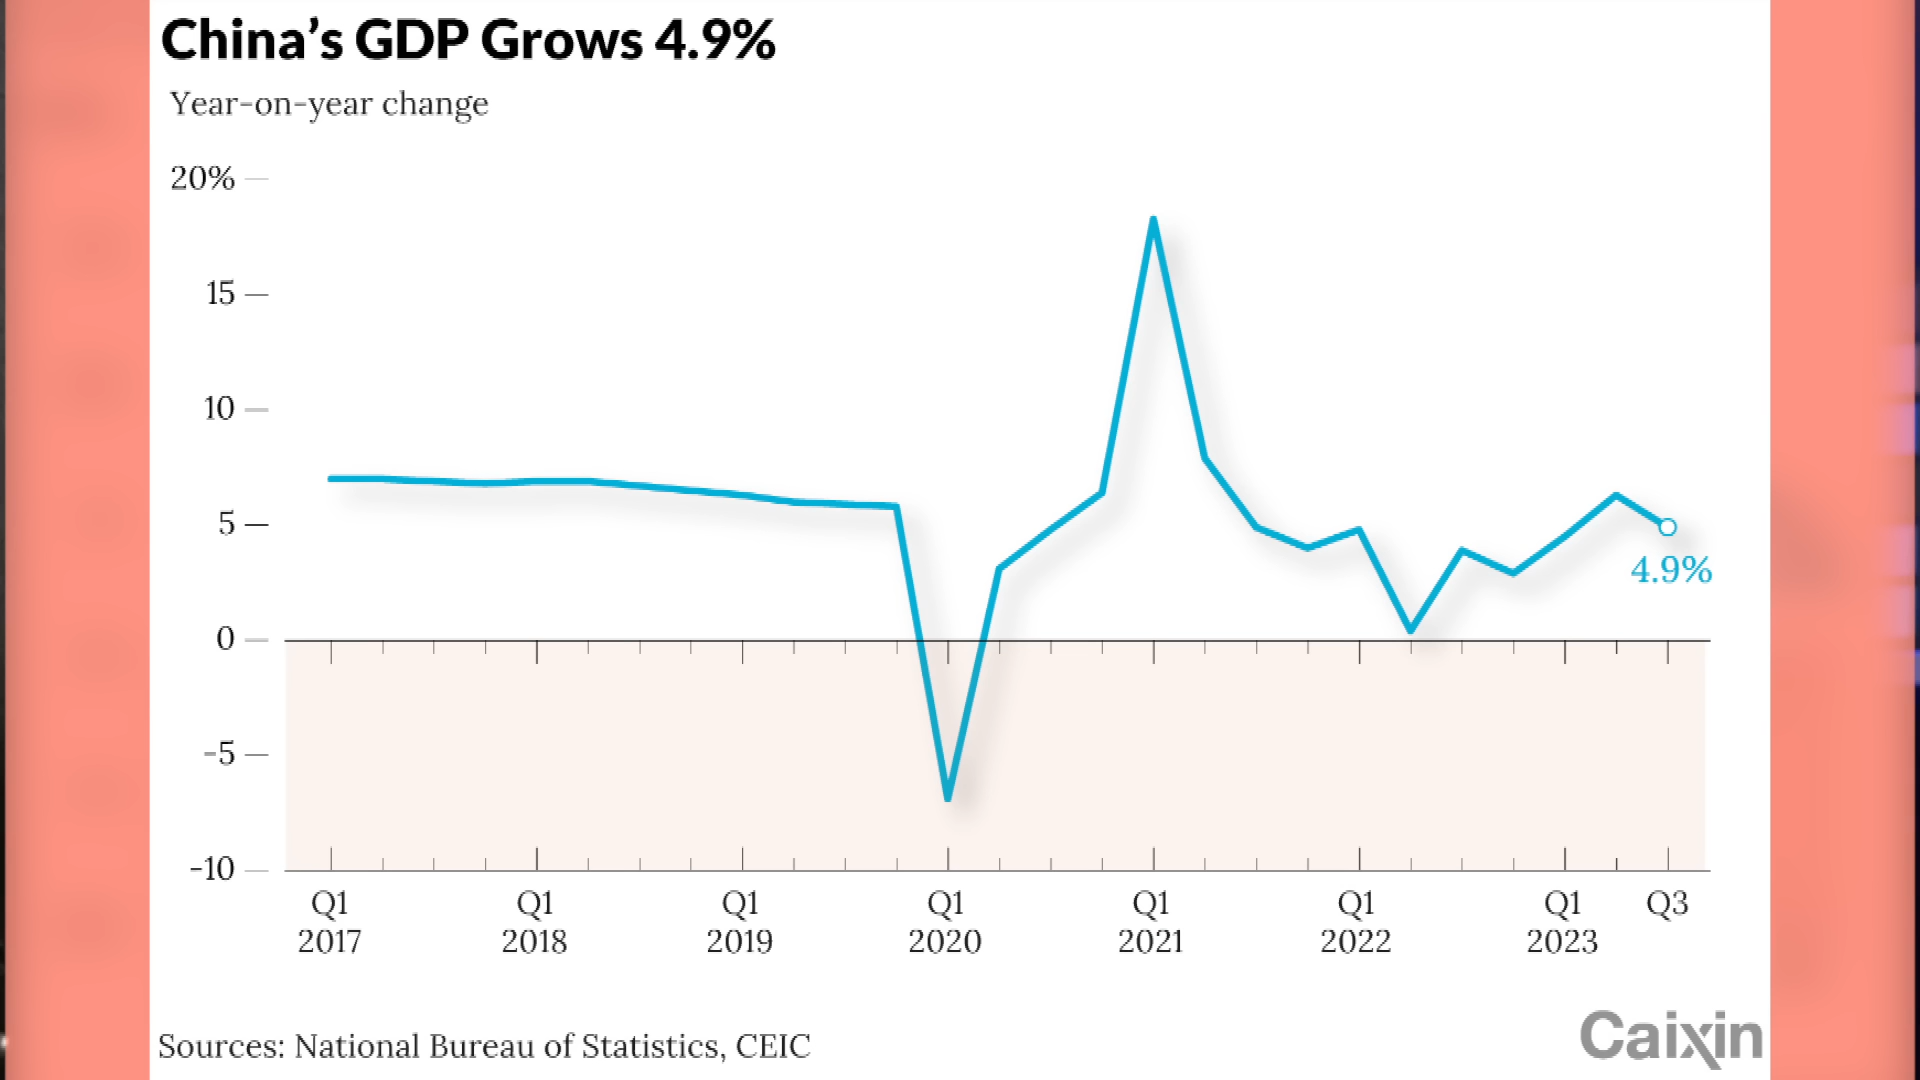 China’s GDP Grows 4.9%
Year-on-year change
20%
15
10
5
0
-5
-10
4.9%
Q1 Q1 Q1 Q1 Q1 Q1 Q1 Q3
2017 2018 2019 2020 2021 2022 2023
Sources: National Bureau of Statistics, CEIC
Caixin